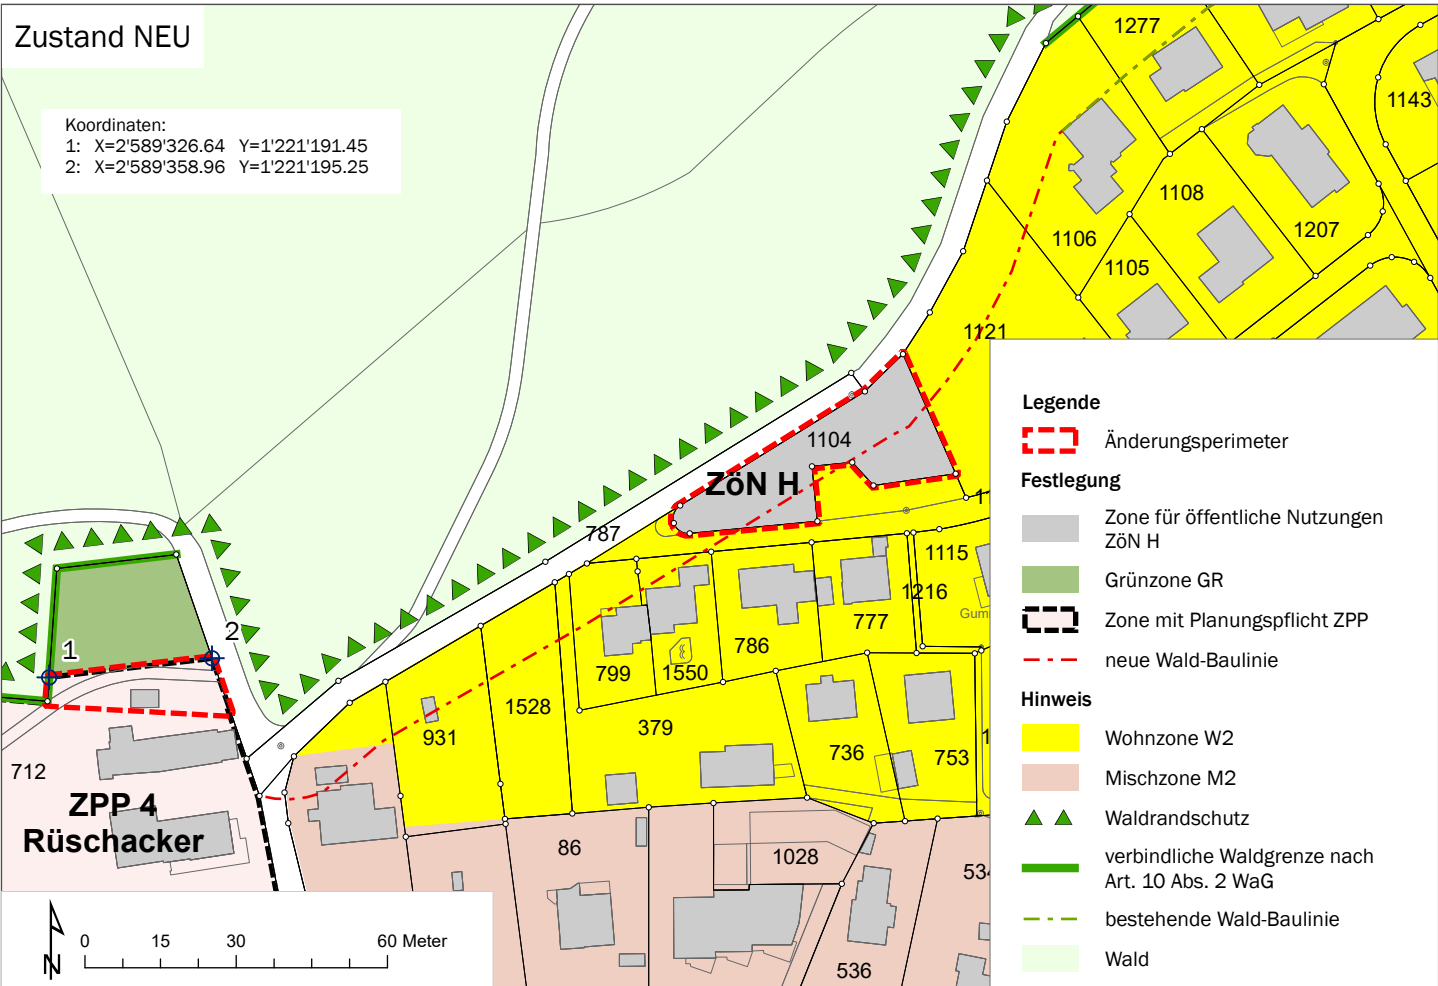 Zustand NEU
Koordinaten:
1: X=2'589'326.64 Y=1'221'191.45
2: X=2'589'358.96 Y=1'221'195.25
1277
1143
1108
1207
1106
1105
1121
1104
ZöN H
787
1115
1216
Gum
777
786
1550
799
1528
379
931
736
753
1
2
712
ZPP 4
Rüschacker
86
1028
534
536
N
0 15 30 60 Meter
Legende
Änderungsperimeter
Festlegung
Zone für öffentliche Nutzungen
ZöN H
Grünzone GR
Zone mit Planungspflicht ZPP
neue Wald-Baulinie
Hinweis
Wohnzone W2
Mischzone M2
Waldrandschutz
verbindliche Waldgrenze nach
Art. 10 Abs. 2 WaG
bestehende Wald-Baulinie
Wald